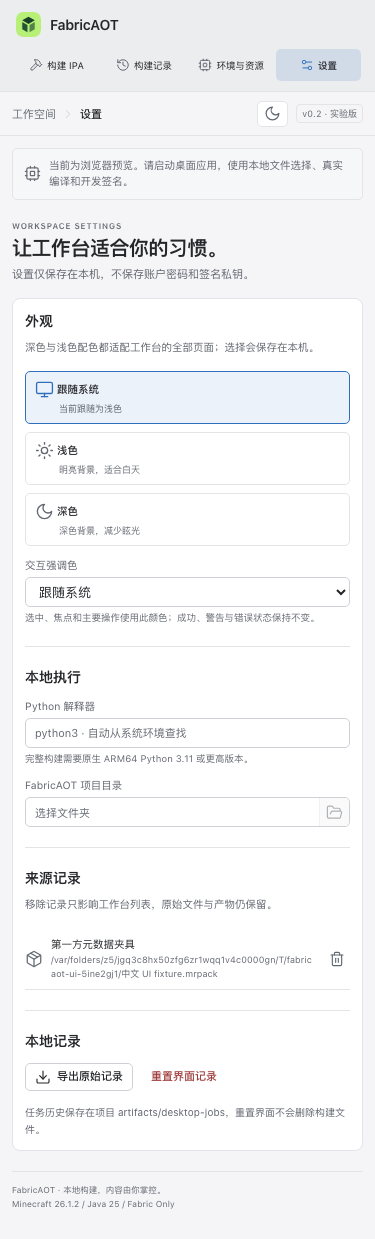 FabricAOT
构建 IPA
构建记录
环境与资源
设置
工作空间
设置
v0.2 · 实验版
当前为浏览器预览。请启动桌面应用，使用本地文件选择、真实
编译和开发签名。
WORKSPACE SETTINGS
让工作台适合你的习惯。
设置仅保存在本机，不保存账户密码和签名私钥。
外观
深色与浅色配色都适配工作台的全部页面；选择会保存在本机。
跟随系统
当前跟随为浅色
浅色
明亮背景，适合白天
深色
深色背景，减少眩光
交互强调色
跟随系统
选中、焦点和主要操作使用此颜色；成功、警告与错误状态保持不变。
本地执行
Python 解释器
python3 · 自动从系统环境查找
完整构建需要原生 ARM64 Python 3.11 或更高版本。
FabricAOT 项目目录
选择文件夹
来源记录
移除记录只影响工作台列表，原始文件与产物仍保留。
第一方元数据夹具
/var/folders/z5/jgq3c8hx50zfg6zr1wqq1v4c0000gn/T/fabric
aot-ui-5ine2gj1/中文 UI fixture.mrpack
本地记录
导出原始记录
重置界面记录
任务历史保存在项目 artifacts/desktop-jobs，重置界面不会删除构建文
件。
FabricAOT · 本地构建，内容由你掌控。
Minecraft 26.1.2 / Java 25 / Fabric Only